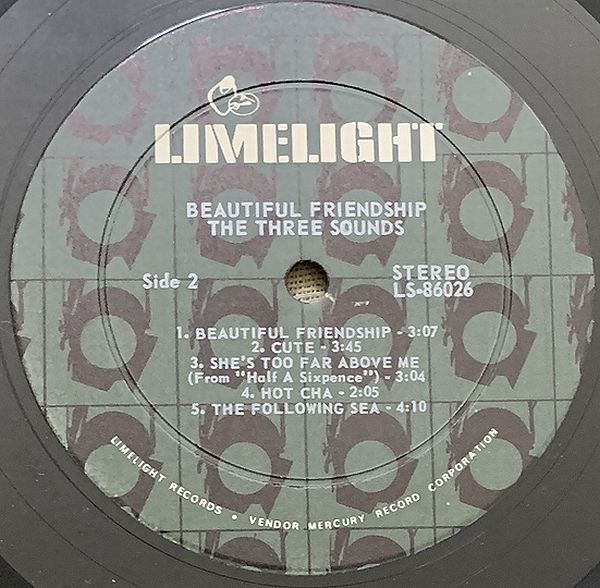 LIMELIGHT
BEAUTIFUL FRIENDSHIP
THE THREE SOUNDS
Side 2
STEREO
LS-86026
1. BEAUTIFUL FRIENDSHIP - 3:07
2. CUTE - 3:45
3. SHE'S TOO FAR ABOVE ME
(From "Half A Sixpence") - 3:04
4. HOT CHA - 2:05
5. THE FOLLOWING SEA - 4:10
LIMELIGHT RECORDS • VENDOR MERCURY RECORD CORPORATION